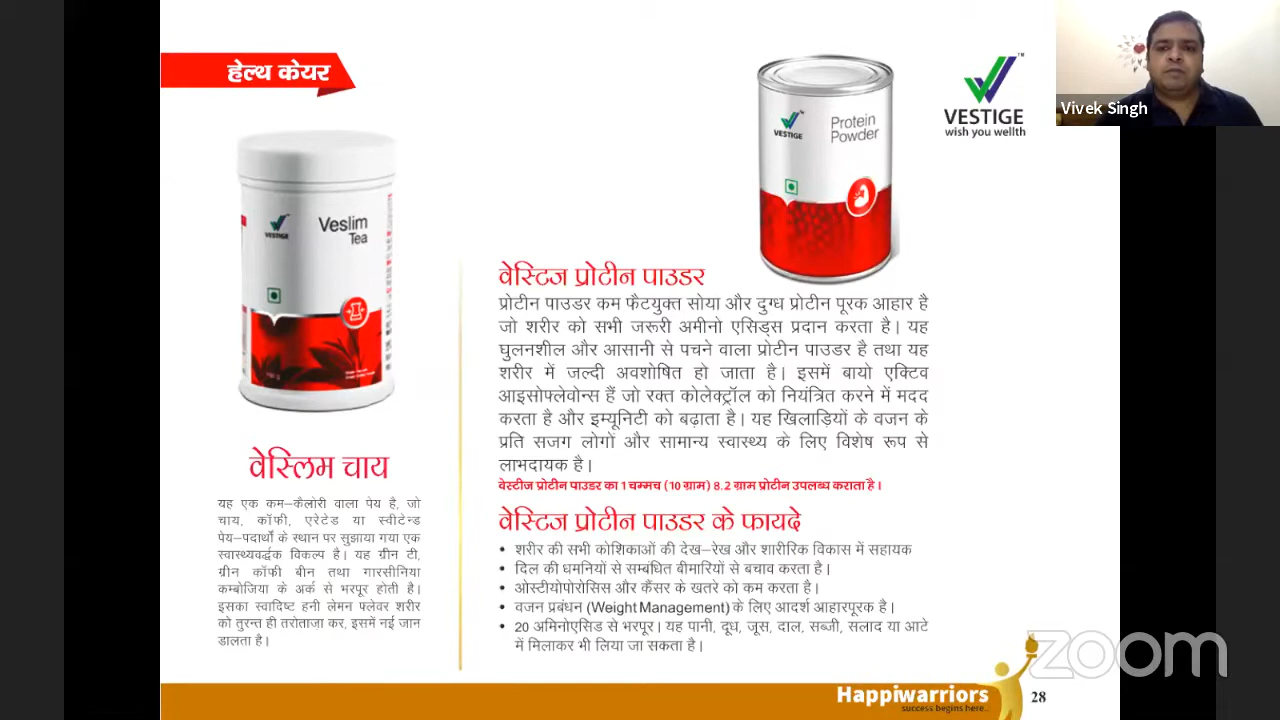 हेल्थ केयर
VESTIGE
wish you wellth
Vivek Singh
VESTIGE
Veslim
Tea
VESTIGE
Protein
Powder
वेस्लिम चाय
यह एक कम–कैलोरी वाला पेय है, जो
चाय, कॉफी, एरेटेड या स्वीटेन्ड
पेय–पदार्थों के स्थान पर सुझाया गया एक
स्वास्थ्यवर्द्धक विकल्प है। यह ग्रीन टी,
ग्रीन कॉफी बीन तथा गारसीनिया
कम्बोजिया के अर्क से भरपूर होती है।
इसका स्वादिष्ट हनी लेमन फ्लेवर शरीर
को तुरन्त ही तरोताज़ा कर, इसमें नई जान
डालता है।
वेस्टिज प्रोटीन पाउडर
प्रोटीन पाउडर कम फैटयुक्त सोया और दुग्ध प्रोटीन पूरक आहार है
जो शरीर को सभी जरूरी अमीनो एसिड्स प्रदान करता है। यह
घुलनशील और आसानी से पचने वाला प्रोटीन पाउडर है तथा यह
शरीर में जल्दी अवशोषित हो जाता है। इसमें बायो एक्टिव
आइसोफ्लेवोन्स हैं जो रक्त कोलेक्ट्रॉल को नियंत्रित करने में मदद
करता है और इम्यूनिटी को बढ़ाता है। यह खिलाड़ियों के वजन के
प्रति सजग लोगों और सामान्य स्वास्थ्य के लिए विशेष रूप से
लाभदायक है।
वेस्टीज प्रोटीन पाउडर का 1 चम्मच (10 ग्राम) 8.2 ग्राम प्रोटीन उपलब्ध कराता है।
वेस्टिज प्रोटीन पाउडर के फायदे
• शरीर की सभी कोशिकाओं की देख–रेख और शारीरिक विकास में सहायक
• दिल की धमनियों से सम्बंधित बीमारियों से बचाव करता है।
• ओस्टीयोपोरोसिस और कैंसर के खतरे को कम करता है।
• वजन प्रबंधन (Weight Management) के लिए आदर्श आहारपूरक है।
• 20 अमिनोएसिड से भरपूर। यह पानी, दूध, जूस, दाल, सब्जी, सलाद या आटे
में मिलाकर भी लिया जा सकता है।
zoom
Happiwarriors
success begins here..
28